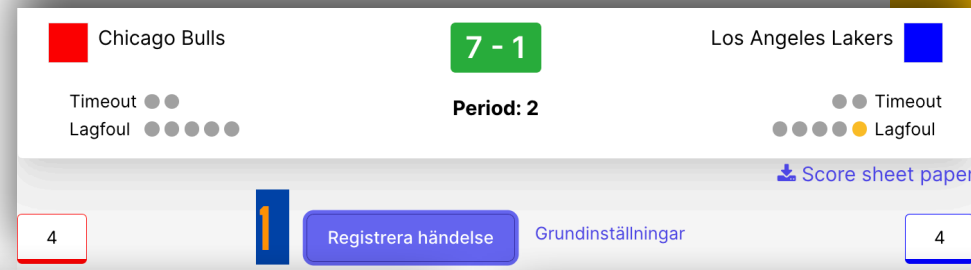 Chicago Bulls
7 - 1
Los Angeles Lakers
Timeout
Period: 2
Timeout
Lagfoul
Lagfoul
Score sheet paper
4
1
Registrera händelse
Grundinställningar
4